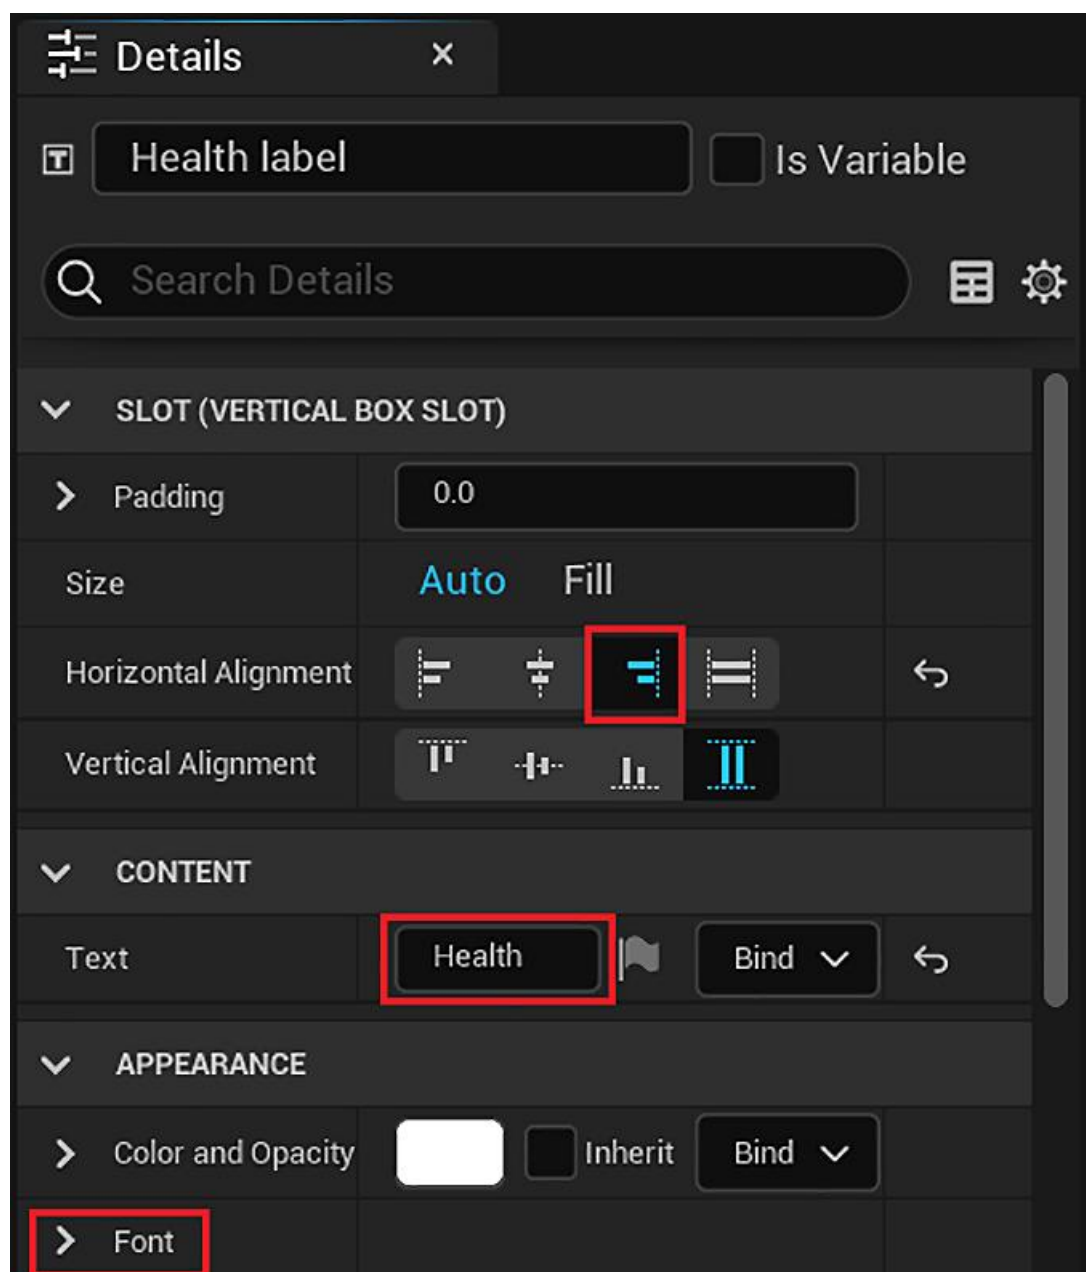 Details
Health label Is Variable
Search Details
SLOT (VERTICAL BOX SLOT)
Padding 0.0
Size Auto Fill
Horizontal Alignment
Vertical Alignment
CONTENT
Text Health Bind
APPEARANCE
Color and Opacity Inherit Bind
Font